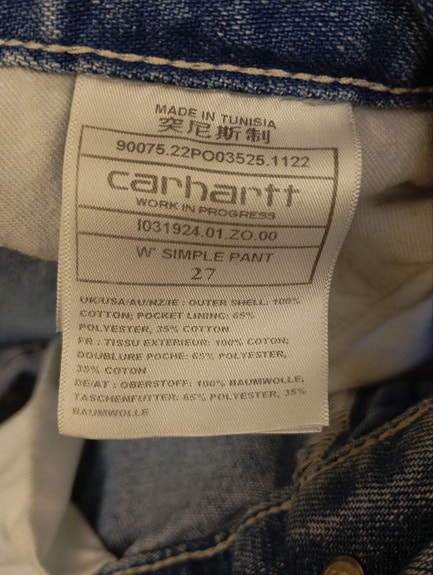 MADE IN TUNISIA
突尼斯制
90075.22PO03525.1122
carhartt
WORK IN PROGRESS
I031924.01.ZO.00
W' SIMPLE PANT
27
UK/USA/AU/NZ/IE : OUTER SHELL: 100%
COTTON; POCKET LINING: 65%
POLYESTER, 35% COTTON
FR : TISSU EXTERIEUR: 100% COTON;
DOUBLURE POCHE: 65% POLYESTER,
35% COTON
DE/AT : OBERSTOFF: 100% BAUMWOLLE;
TASCHENFUTTER: 65% POLYESTER, 35%
BAUMWOLLE